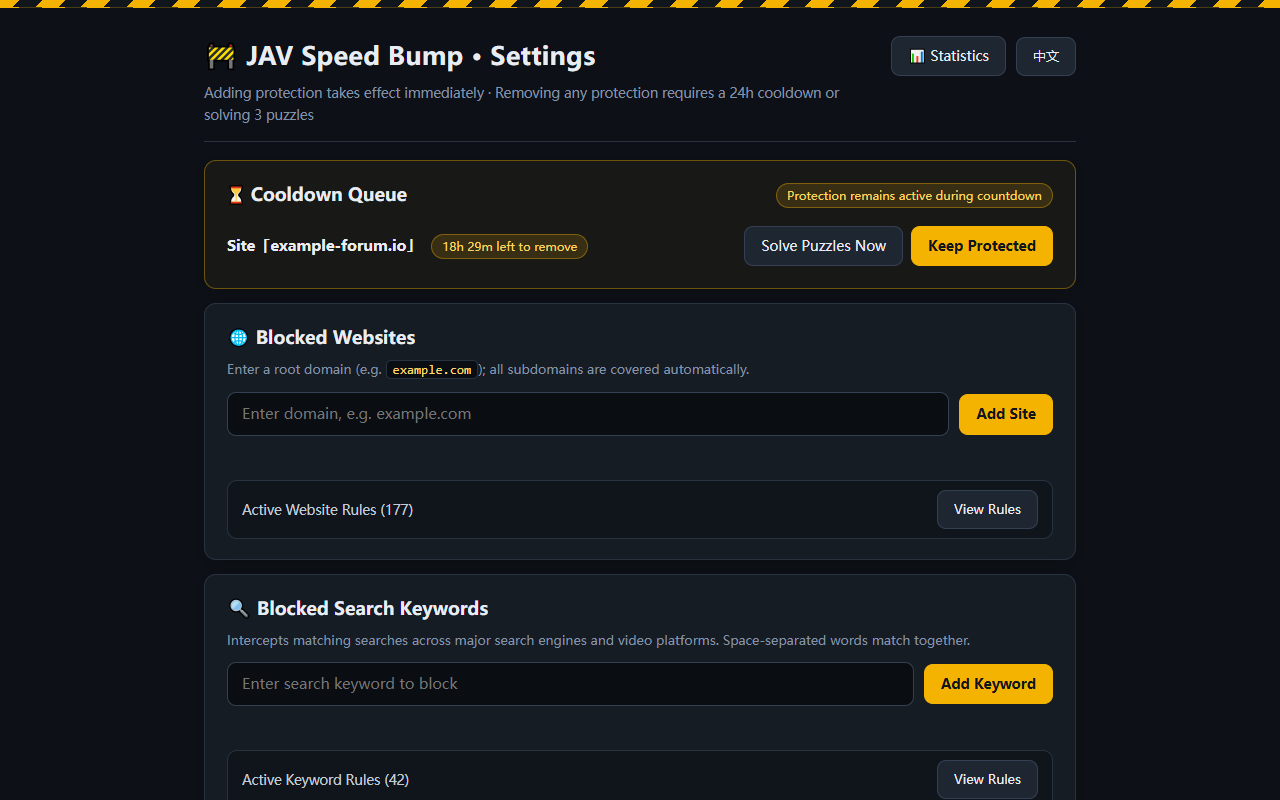 🚧 JAV Speed Bump • Settings
📊 Statistics
中文
Adding protection takes effect immediately · Removing any protection requires a 24h cooldown or
solving 3 puzzles
⏳ Cooldown Queue
Protection remains active during countdown
Site「example-forum.io」
18h 29m left to remove
Solve Puzzles Now
Keep Protected
🌐 Blocked Websites
Enter a root domain (e.g. example.com); all subdomains are covered automatically.
Enter domain, e.g. example.com
Add Site
Active Website Rules (177)
View Rules
🔍 Blocked Search Keywords
Intercepts matching searches across major search engines and video platforms. Space-separated words match together.
Enter search keyword to block
Add Keyword
Active Keyword Rules (42)
View Rules